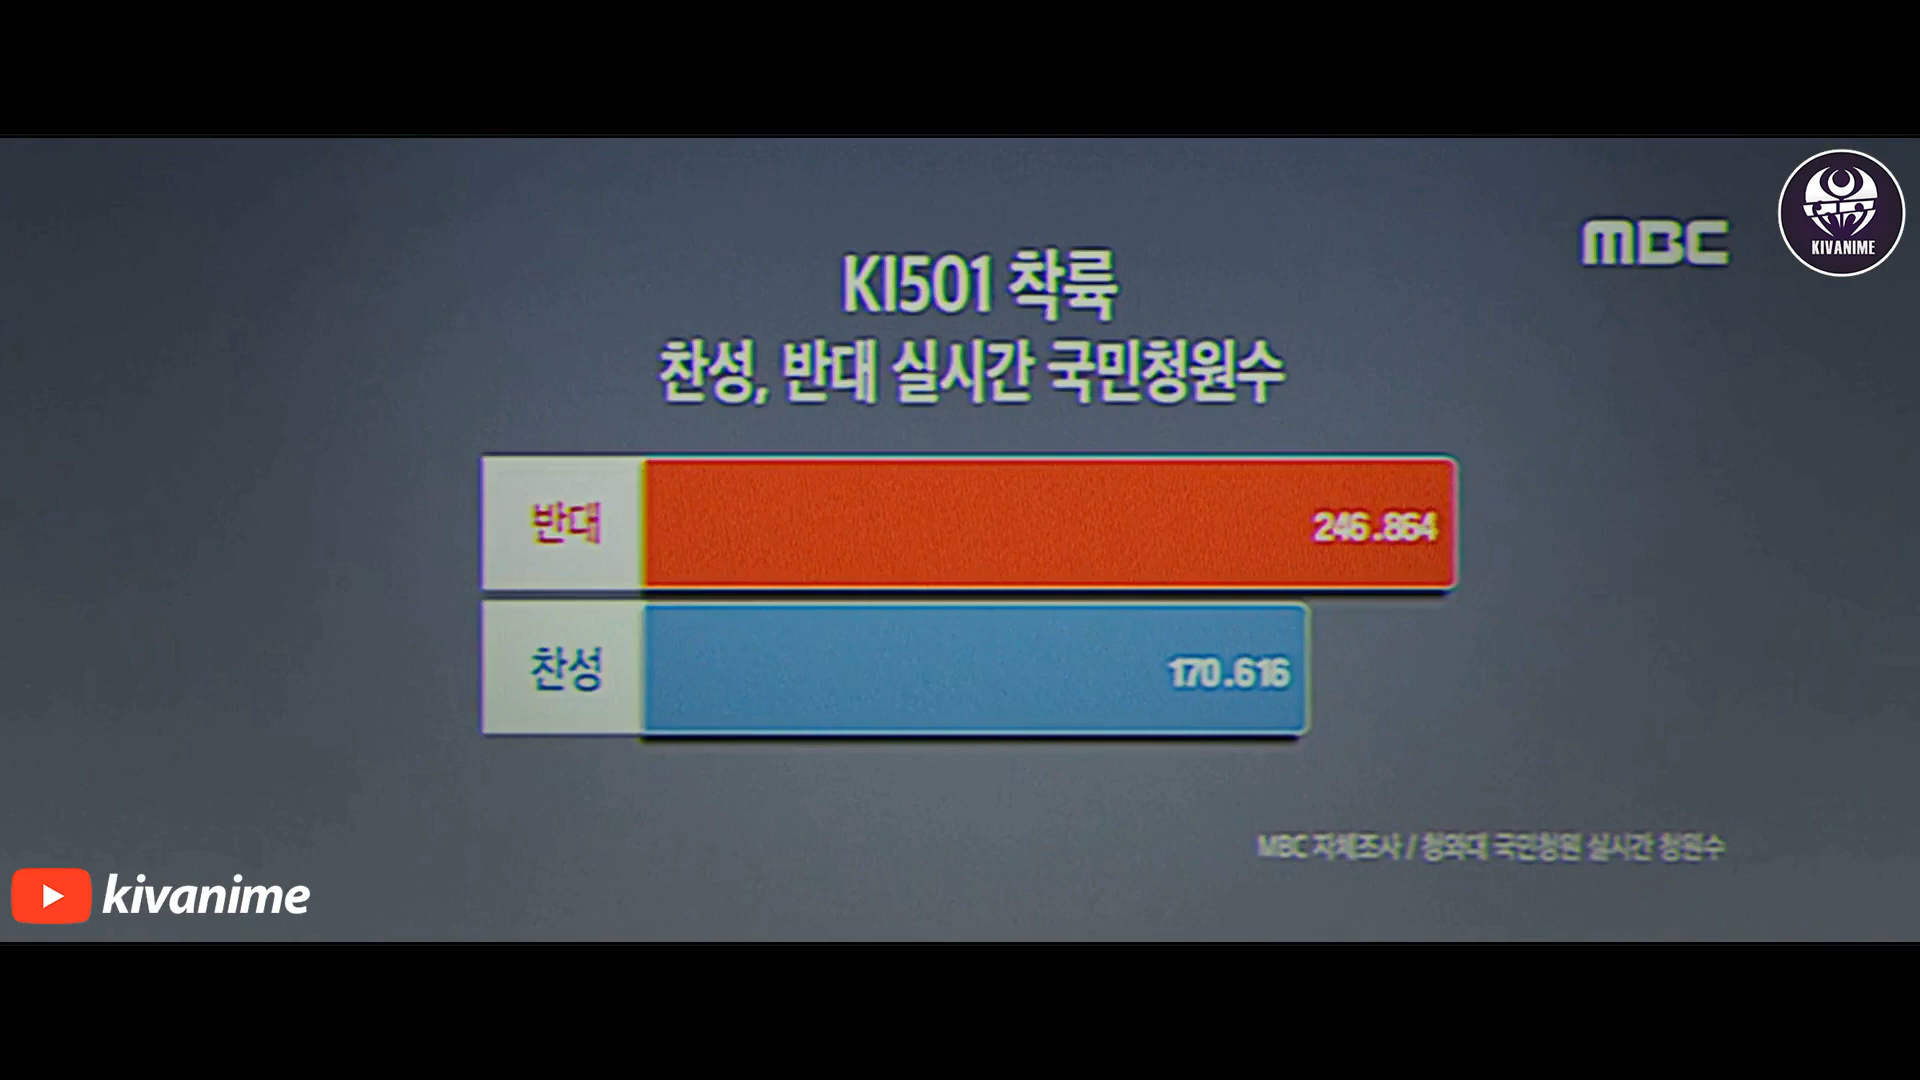 KI501 착륙
찬성, 반대 실시간 국민청원수
MBC
KIVANIME
반대
246.864
찬성
170.616
MBC 자체조사 / 청와대 국민청원 실시간 청원수
kivanime